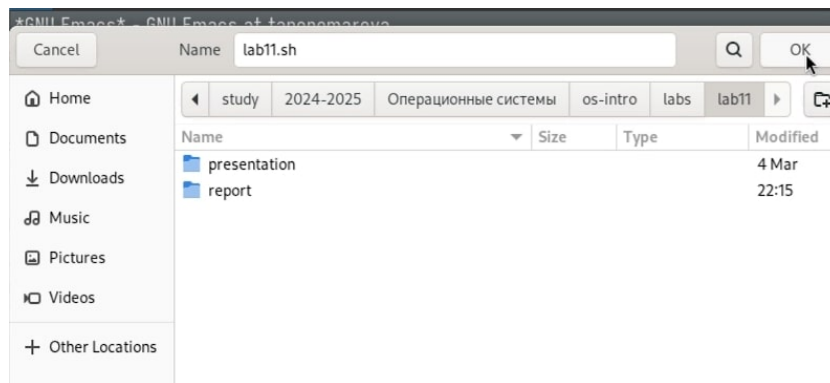 *GNU Emacs* - GNU Emacs at tanonomareva
Cancel Name lab11.sh OK
Home
Documents
Downloads
Music
Pictures
Videos
Other Locations
study 2024-2025 Операционные системы os-intro labs lab11
Name Size Type Modified
presentation 4 Mar
report 22:15